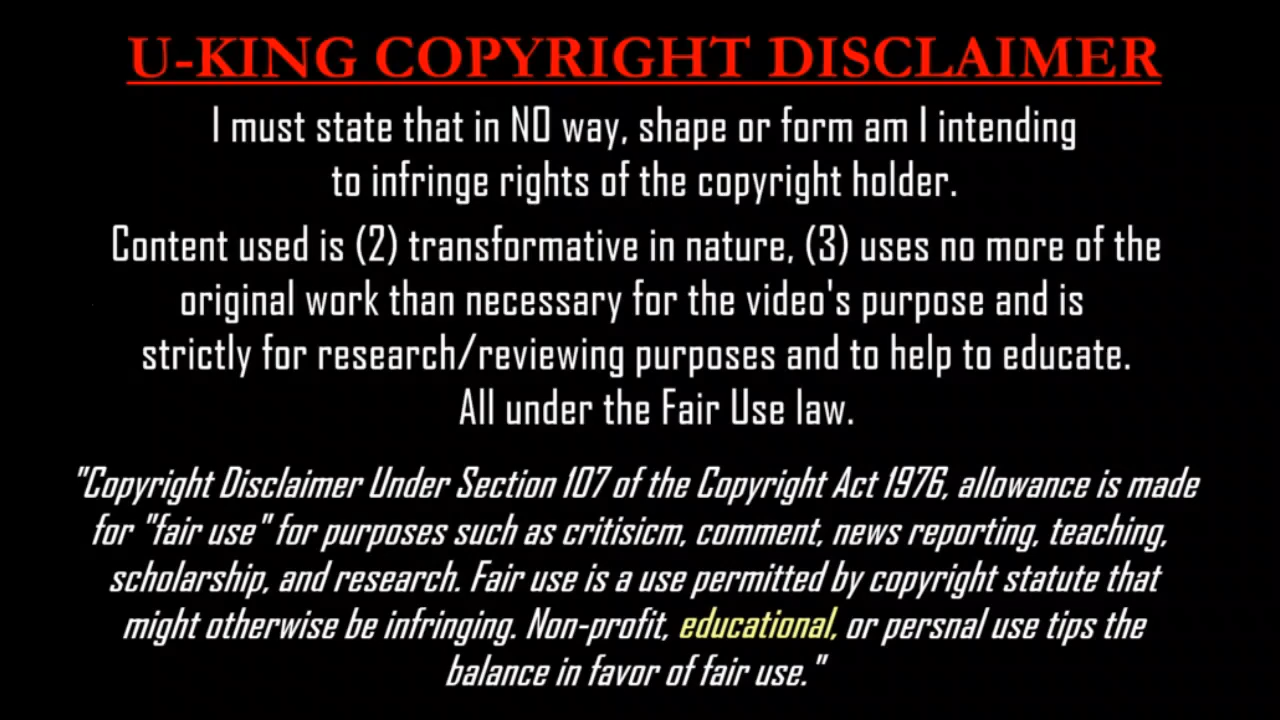 U-KING COPYRIGHT DISCLAIMER
I must state that in NO way, shape or form am I intending
to infringe rights of the copyright holder.
Content used is (2) transformative in nature, (3) uses no more of the
original work than necessary for the video's purpose and is
strictly for research/reviewing purposes and to help to educate.
All under the Fair Use law.
"Copyright Disclaimer Under Section 107 of the Copyright Act 1976, allowance is made
for "fair use" for purposes such as critisicm, comment, news reporting, teaching,
scholarship, and research. Fair use is a use permitted by copyright statute that
might otherwise be infringing. Non-profit, educational, or persnal use tips the
balance in favor of fair use."